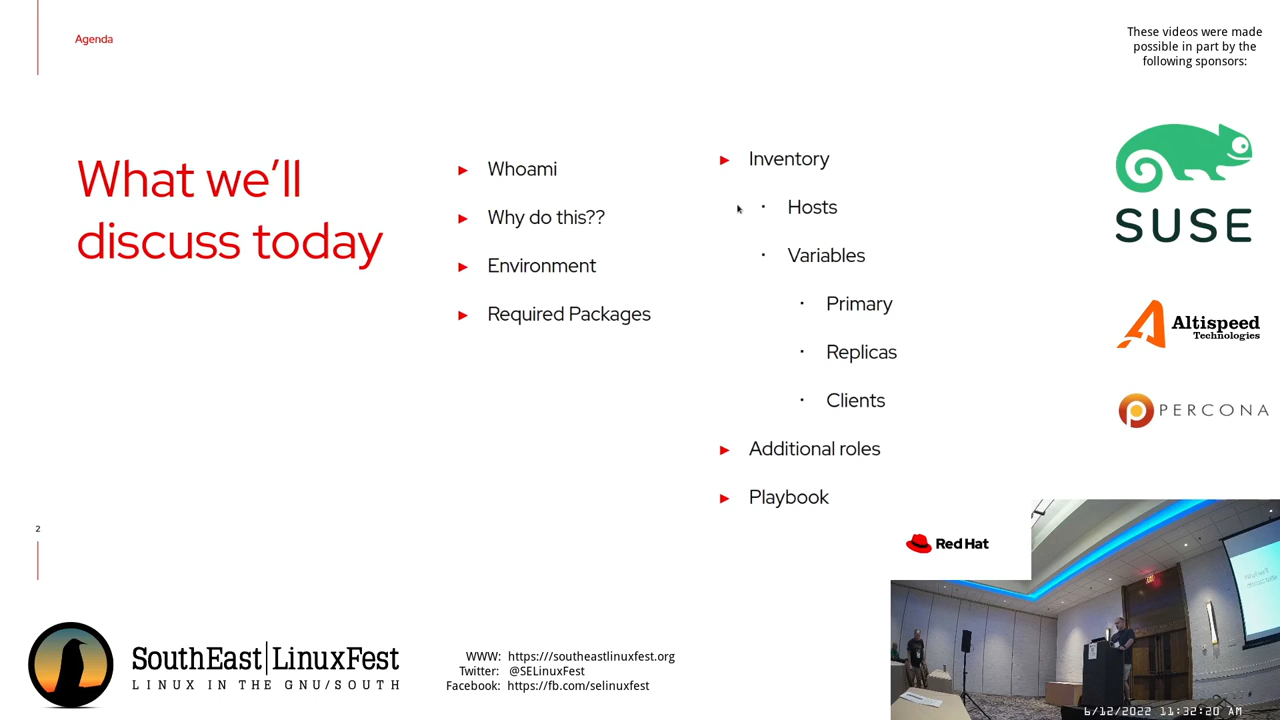 Agenda
What we'll
discuss today
Whoami
Why do this??
Environment
Required Packages
Inventory
Hosts
Variables
Primary
Replicas
Clients
Additional roles
Playbook
2
Red Hat
These videos were made
possible in part by the
following sponsors:
SUSE
Altispeed
Technologies
PERCONA
SouthEast|LinuxFest
LINUX IN THE GNU/SOUTH
WWW: https:///southeastlinuxfest.org
Twitter: @SELinuxFest
Facebook: https://fb.com/selinuxfest
6/12/2022 11:32:20 AM